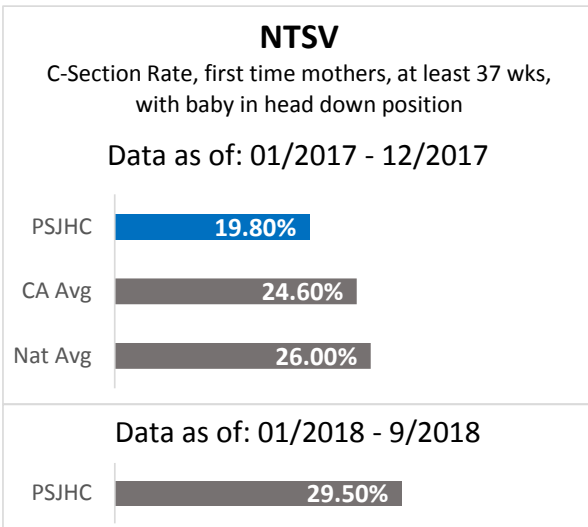 NTSV
C-Section Rate, first time mothers, at least 37 wks,
with baby in head down position
Data as of: 01/2017 - 12/2017
PSJHC 19.80%
CA Avg 24.60%
Nat Avg 26.00%
Data as of: 01/2018 - 9/2018
PSJHC 29.50%